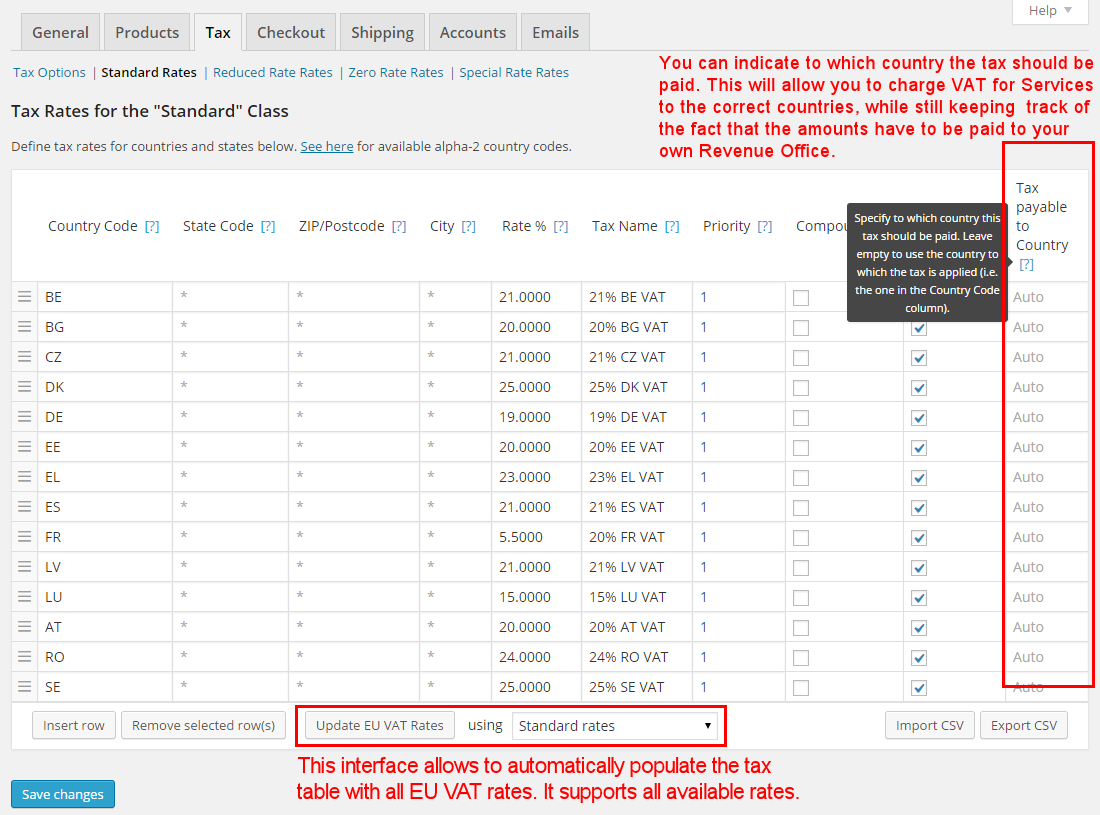 Help
General Products Tax Checkout Shipping Accounts Emails
Tax Options | Standard Rates | Reduced Rate Rates | Zero Rate Rates | Special Rate Rates
You can indicate to which country the tax should be
paid. This will allow you to charge VAT for Services
to the correct countries, while still keeping track of
the fact that the amounts have to be paid to your
own Revenue Office.
Tax Rates for the "Standard" Class
Define tax rates for countries and states below. See here for available alpha-2 country codes.
Country Code [?] State Code [?] ZIP/Postcode [?] City [?] Rate % [?] Tax Name [?] Priority [?] Compou
Tax
payable
to
Country
[?]
Specify to which country this
tax should be paid. Leave
empty to use the country to
which the tax is applied (i.e.
the one in the Country Code
column).
BE * * * 21.0000 21% BE VAT 1 Auto
BG * * * 20.0000 20% BG VAT 1 Auto
CZ * * * 21.0000 21% CZ VAT 1 Auto
DK * * * 25.0000 25% DK VAT 1 Auto
DE * * * 19.0000 19% DE VAT 1 Auto
EE * * * 20.0000 20% EE VAT 1 Auto
EL * * * 23.0000 23% EL VAT 1 Auto
ES * * * 21.0000 21% ES VAT 1 Auto
FR * * * 5.5000 20% FR VAT 1 Auto
LV * * * 21.0000 21% LV VAT 1 Auto
LU * * * 15.0000 15% LU VAT 1 Auto
AT * * * 20.0000 20% AT VAT 1 Auto
RO * * * 24.0000 24% RO VAT 1 Auto
SE * * * 25.0000 25% SE VAT 1 Auto
Insert row Remove selected row(s) Update EU VAT Rates using Standard rates Import CSV Export CSV
This interface allows to automatically populate the tax
table with all EU VAT rates. It supports all available rates.
Save changes